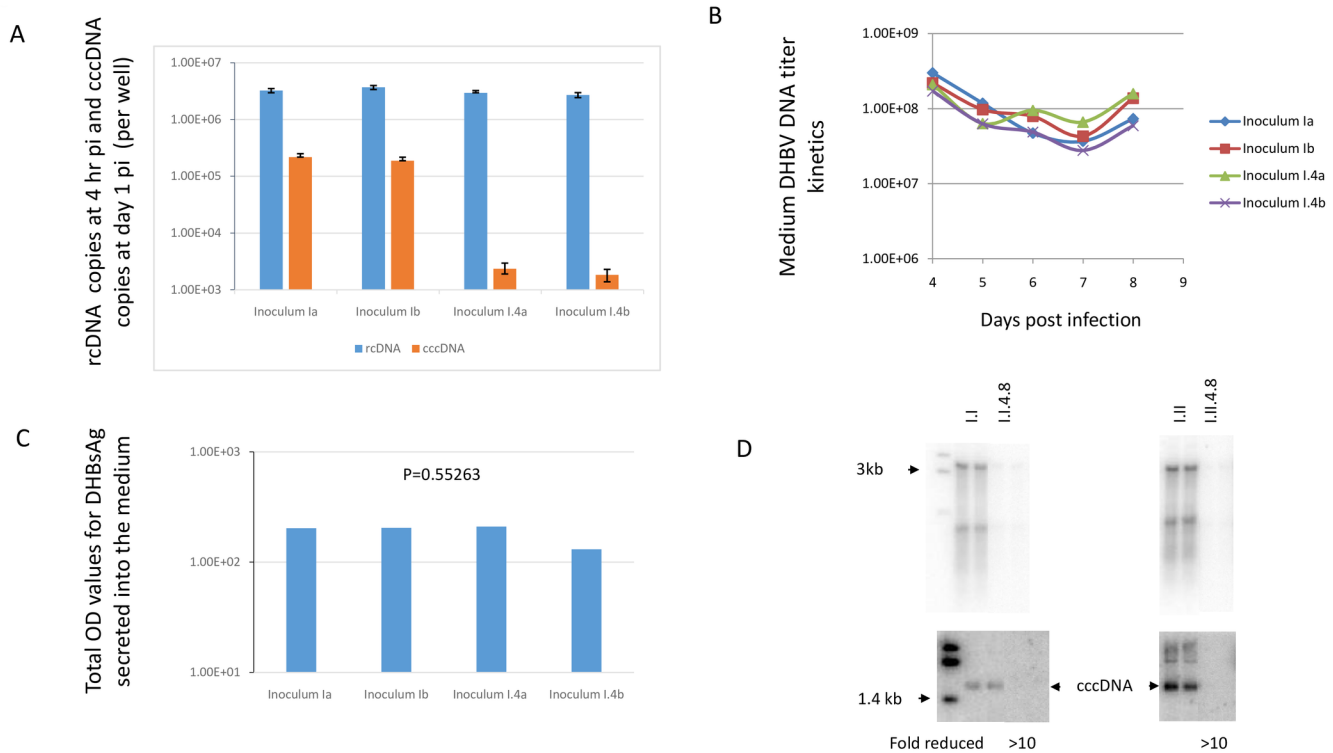 A
rcDNA copies at 4 hr pi and cccDNA
copies at day 1 pi (per well)
1.00E+07
1.00E+06
1.00E+05
1.00E+04
1.00E+03
Inoculum Ia
Inoculum Ib
Inoculum I.4a
Inoculum I.4b
rcDNA
cccDNA
B
Medium DHBV DNA titer
kinetics
1.00E+09
1.00E+08
1.00E+07
1.00E+06
4
5
6
7
8
9
Days post infection
Inoculum Ia
Inoculum Ib
Inoculum I.4a
Inoculum I.4b
C
Total OD values for DHBsAg
secreted into the medium
1.00E+03
1.00E+02
1.00E+01
P=0.55263
Inoculum Ia
Inoculum Ib
Inoculum I.4a
Inoculum I.4b
D
I.I
I.I.4.8
I.II
I.II.4.8
3kb
1.4 kb
cccDNA
Fold reduced
>10
>10